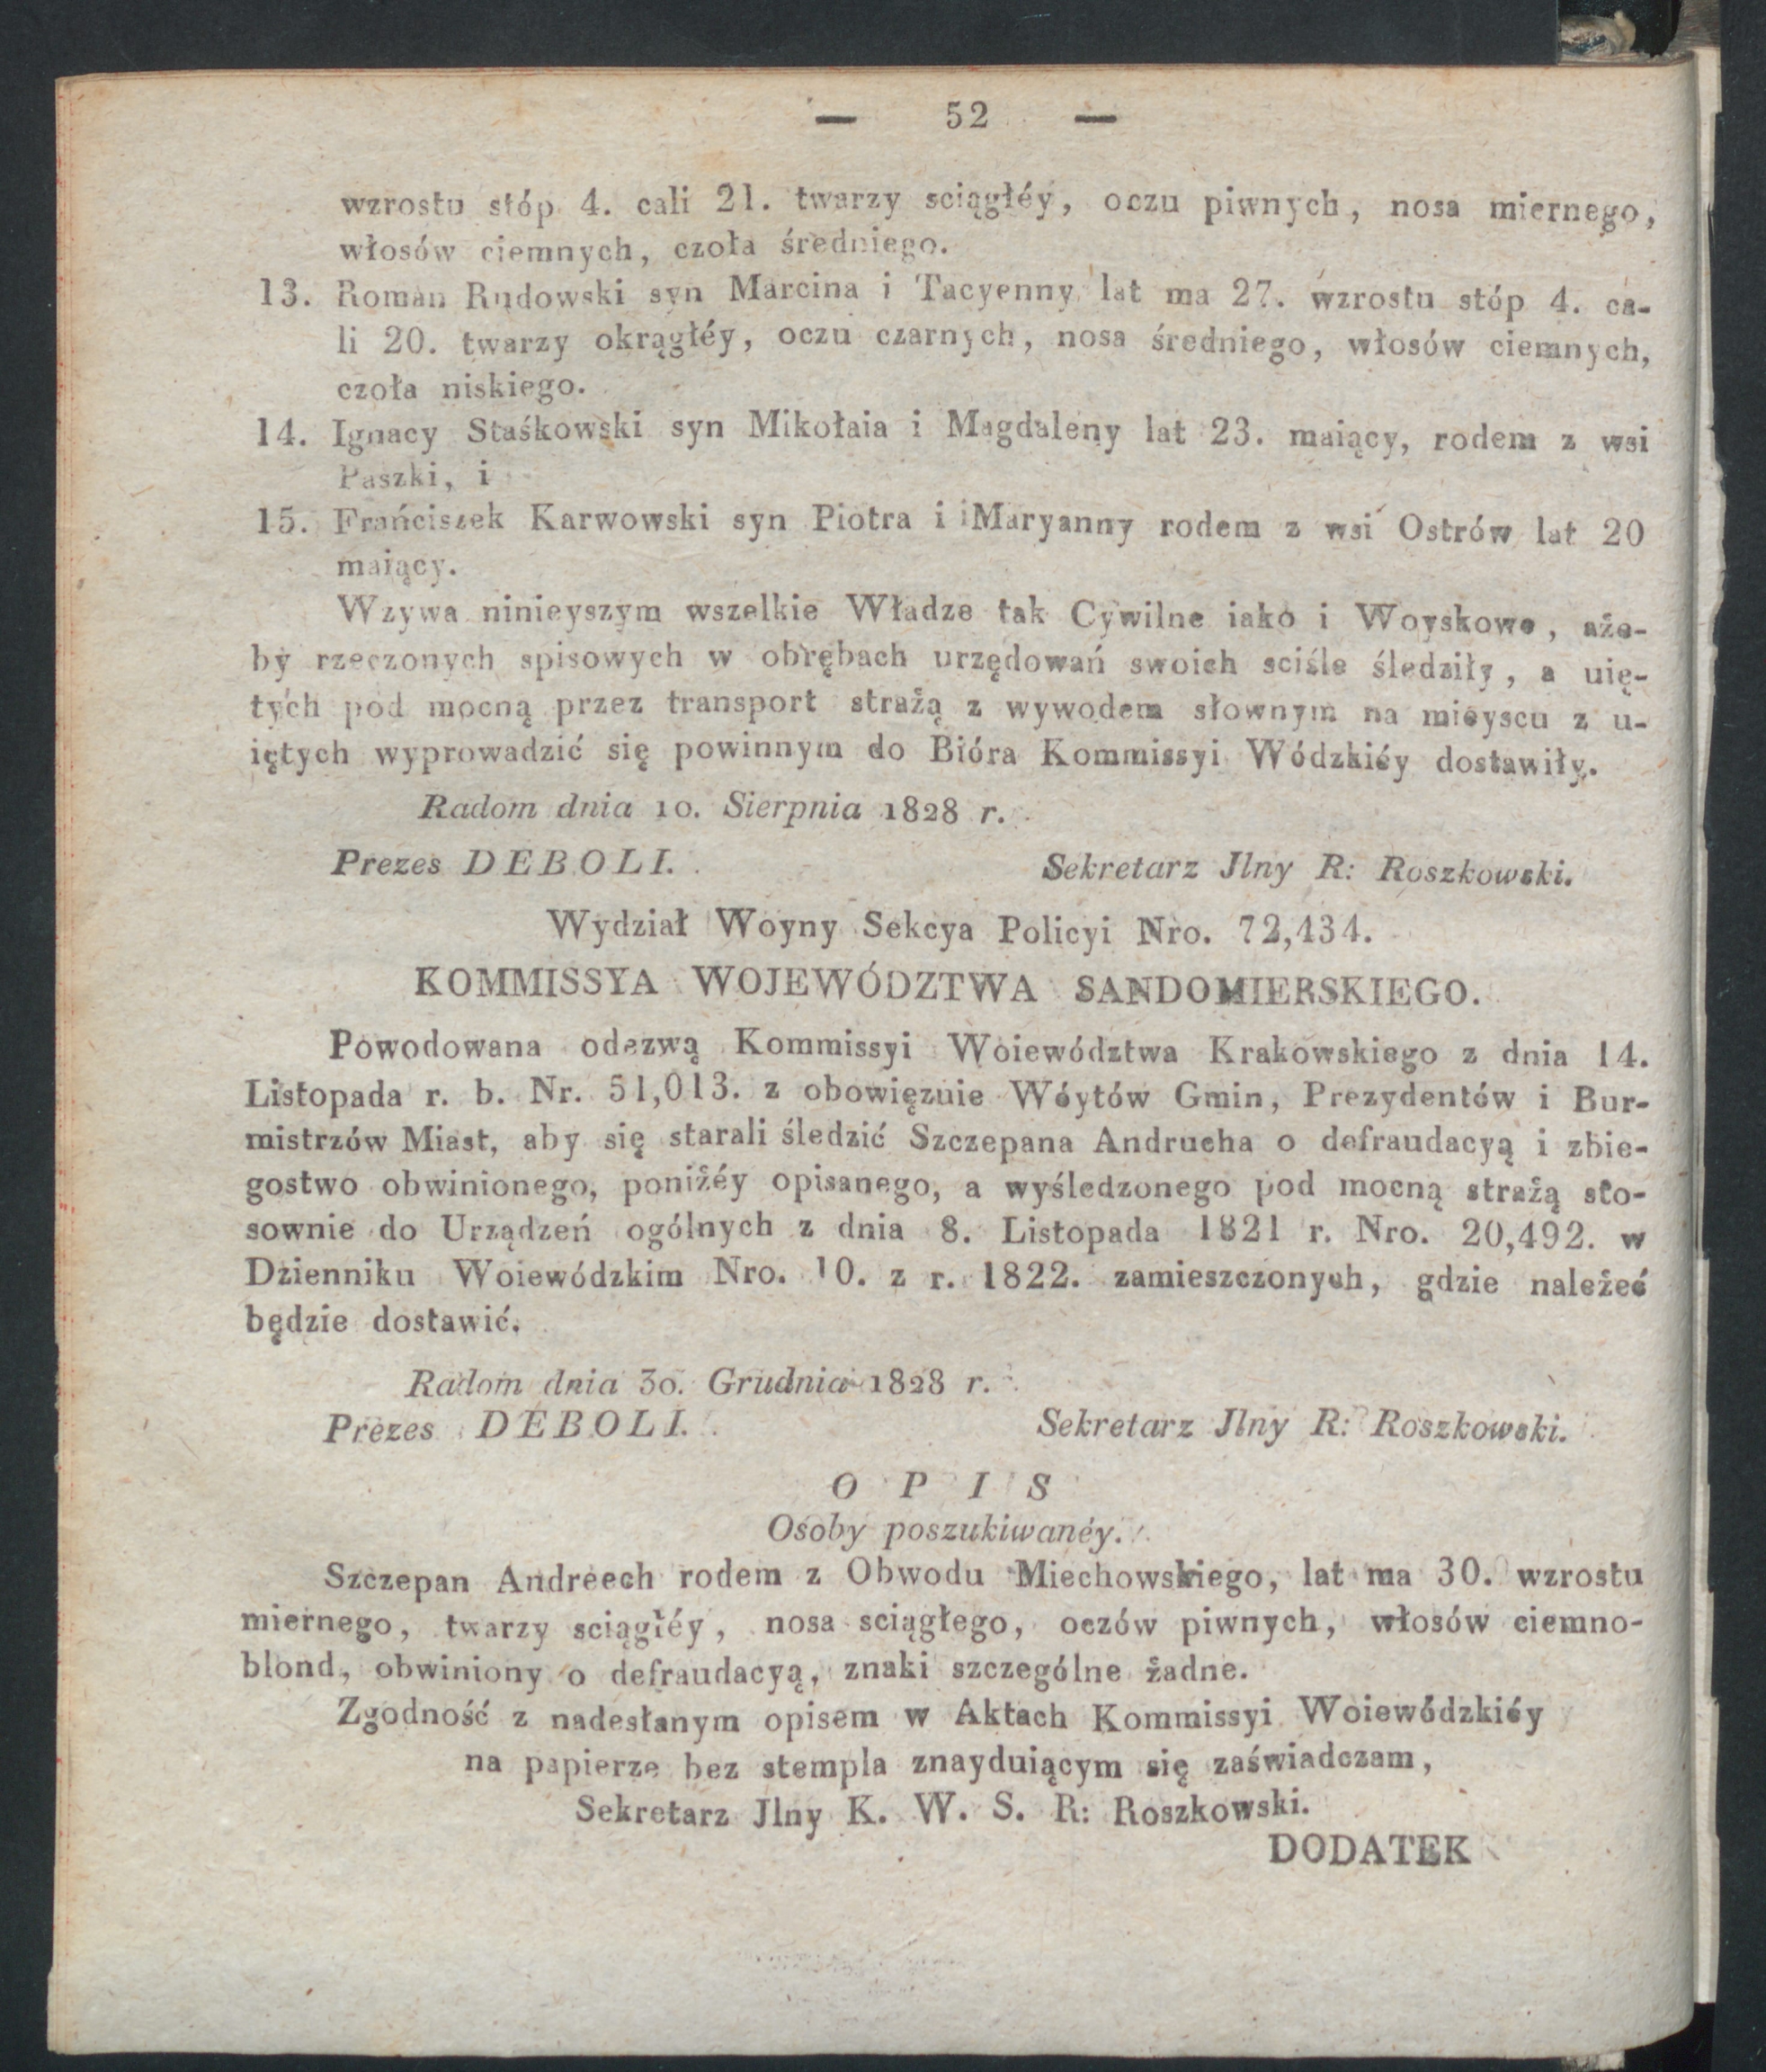 — 52 —
wzrostu stóp 4. cali 21. twarzy sciągłéy, oczu piwnych, nosa miernego,
włosów ciemnych, czoła średniego.
13. Roman Rudowski syn Marcina i Tacyenny lat ma 27. wzrostu stóp 4. ca-
li 20. twarzy okrągłéy, oczu czarnych, nosa średniego, włosów ciemnych,
czoła niskiego.
14. Ignacy Staśkowski syn Mikołaia i Magdaleny lat 23. maiący, rodem z wsi
Paszki, i
15. Frańciszek Karwowski syn Piotra i Maryanny rodem z wsi Ostrów lat 20
maiący.
Wzywa ninieyszym wszelkie Władze tak Cywilne iako i Woyskowe, aże-
by rzeczonych spisowych w obrębach urzędowań swoich sciśle śledziły, a uię-
tych pod mocną przez transport strażą z wywodem słownym na mieyscu z u-
iętych wyprowadzić się powinnym do Bióra Kommissyi Wódzkiéy dostawiły.
Radom dnia 10. Sierpnia 1828 r.
Prezes DEBOLI. Sekretarz Jlny R: Roszkowski.
Wydział Woyny Sekcya Policyi Nro. 72,434.
KOMMISSYA WOJEWÓDZTWA SANDOMIERSKIEGO.
Powodowana odezwą Kommissyi Woiewództwa Krakowskiego z dnia 14.
Listopada r. b. Nr. 51,013. z obowięzuie Wóytów Gmin, Prezydentów i Bur-
mistrzów Miast, aby się starali śledzić Szczepana Andrucha o defraudacyą i zbie-
gostwo obwinionego, poniżéy opisanego, a wyśledzonego pod mocną strażą sto-
sownie do Urządzeń ogólnych z dnia 8. Listopada 1821 r. Nro. 20,492. w
Dzienniku Woiewódzkim Nro. 10. z r. 1822. zamieszczonych, gdzie należeć
będzie dostawić.
Radom dnia 30. Grudnia 1828 r.
Prezes DEBOLI. Sekretarz Jlny R: Roszkowski.
O P I S
Osoby poszukiwanéy.
Szczepan Andreech rodem z Obwodu Miechowskiego, lat ma 30. wzrostu
miernego, twarzy sciągłéy, nosa sciągłego, oczów piwnych, włosów ciemno-
blond, obwiniony o defraudacyą, znaki szczególne żadne.
Zgodność z nadesłanym opisem w Aktach Kommissyi Woiewódzkiéy
na papierze bez stempla znayduiącym się zaświadczam,
Sekretarz Jlny K. W. S. R: Roszkowski.
DODATEK